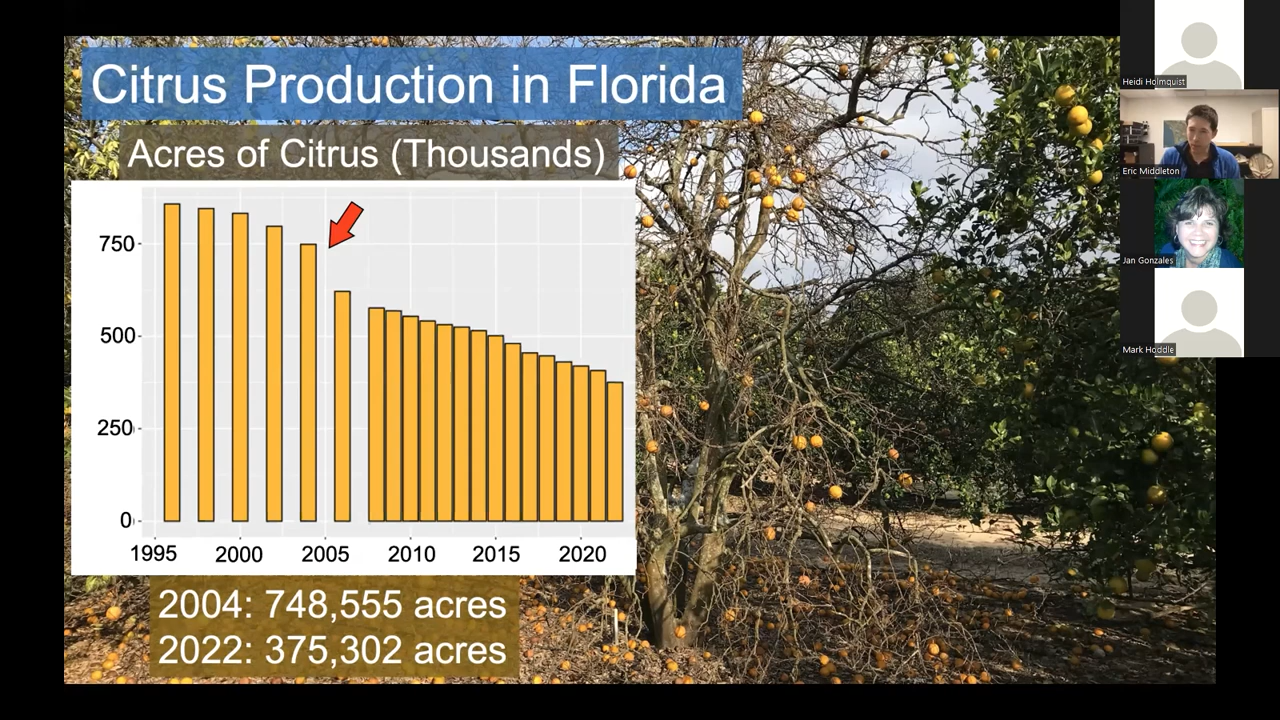 Citrus Production in Florida
Acres of Citrus (Thousands)
750
500
250
0
1995 2000 2005 2010 2015 2020
2004: 748,555 acres
2022: 375,302 acres
Heidi Holmquist
Eric Middleton
Jan Gonzales
Mark Hoddle